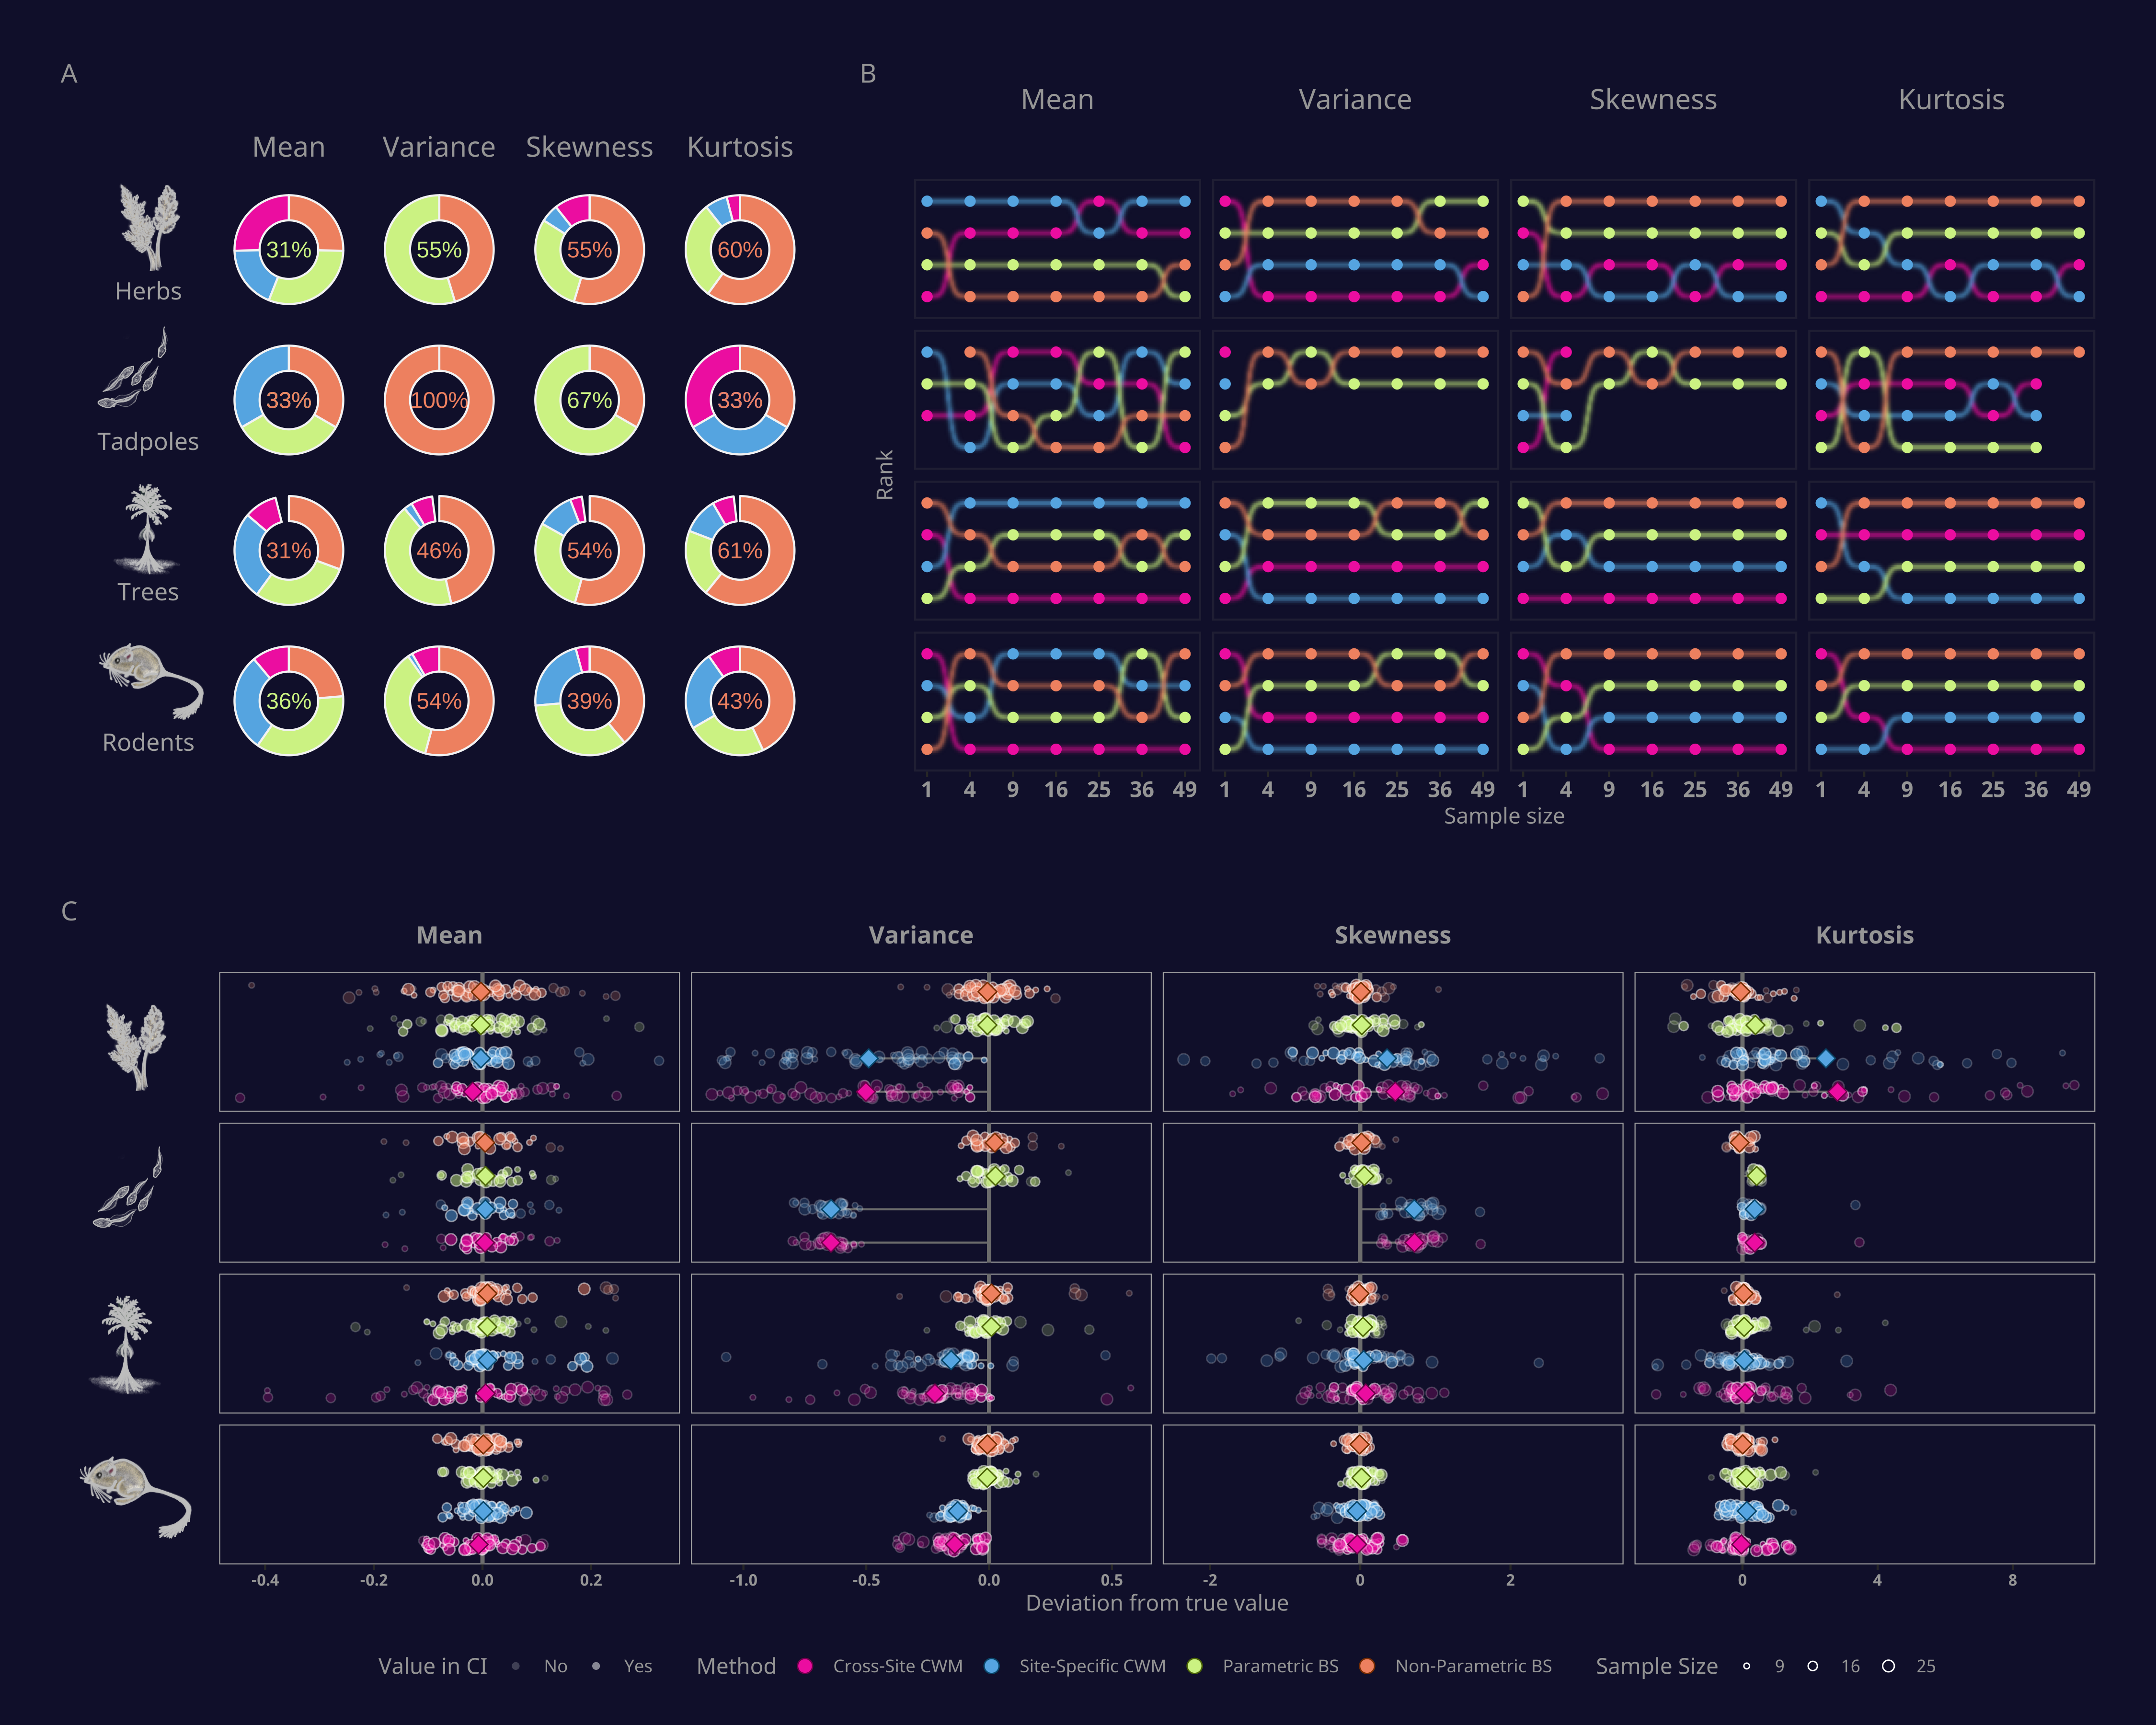 A
B
Mean Variance Skewness Kurtosis
Mean Variance Skewness Kurtosis
31% 55% 55% 60%
Herbs
33% 100% 67% 33%
Tadpoles
31% 46% 54% 61%
Trees
36% 54% 39% 43%
Rodents
Rank
1 4 9 16 25 36 49 1 4 9 16 25 36 49 1 4 9 16 25 36 49 1 4 9 16 25 36 49
Sample size
C
Mean Variance Skewness Kurtosis
-0.4 -0.2 0.0 0.2 -1.0 -0.5 0.0 0.5 -2 0 2 0 4 8
Deviation from true value
Value in CI No Yes Method Cross-Site CWM Site-Specific CWM Parametric BS Non-Parametric BS Sample Size 9 16 25